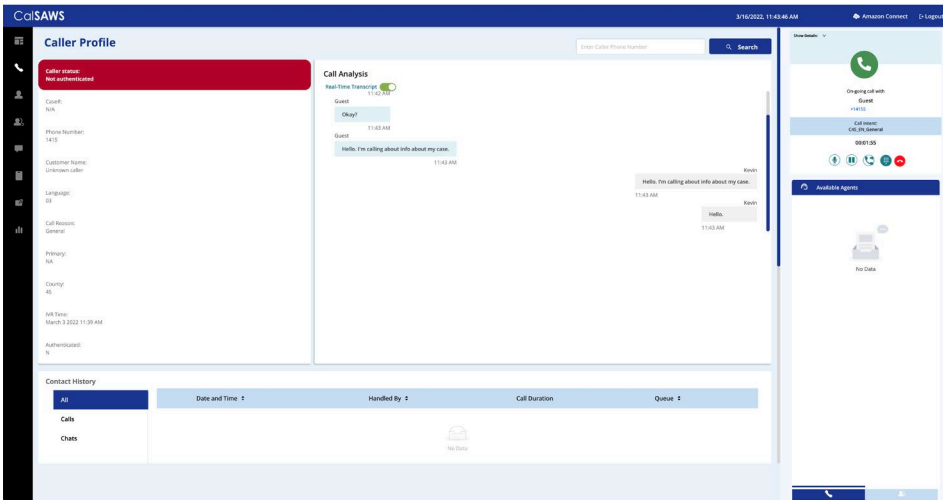 CalSAWS
3/16/2022, 11:43:46 AM
Amazon Connect
Logout
Caller Profile
Enter Caller Phone Number
Search
Caller status:
Not authenticated
Case#:
N/A
Phone Number:
1415
Customer Name:
Unknown caller
Language:
03
Call Reason:
General
Primary:
NA
County:
45
IVR Time:
March 3 2022 11:39 AM
Authenticated:
N
Call Analysis
Real-Time Transcript
11:42 AM
Guest
Okay?
11:43 AM
Guest
Hello. I'm calling about info about my case.
11:43 AM
Kevin
Hello. I'm calling about info about my case.
11:43 AM
Kevin
Hello.
11:43 AM
Contact History
All
Calls
Chats
Date and Time
Handled By
Call Duration
Queue
No Data
Show Details:
On-going call with
Guest
+1415
Call Intent:
C45_EN_General
00:01:55
Available Agents
No Data